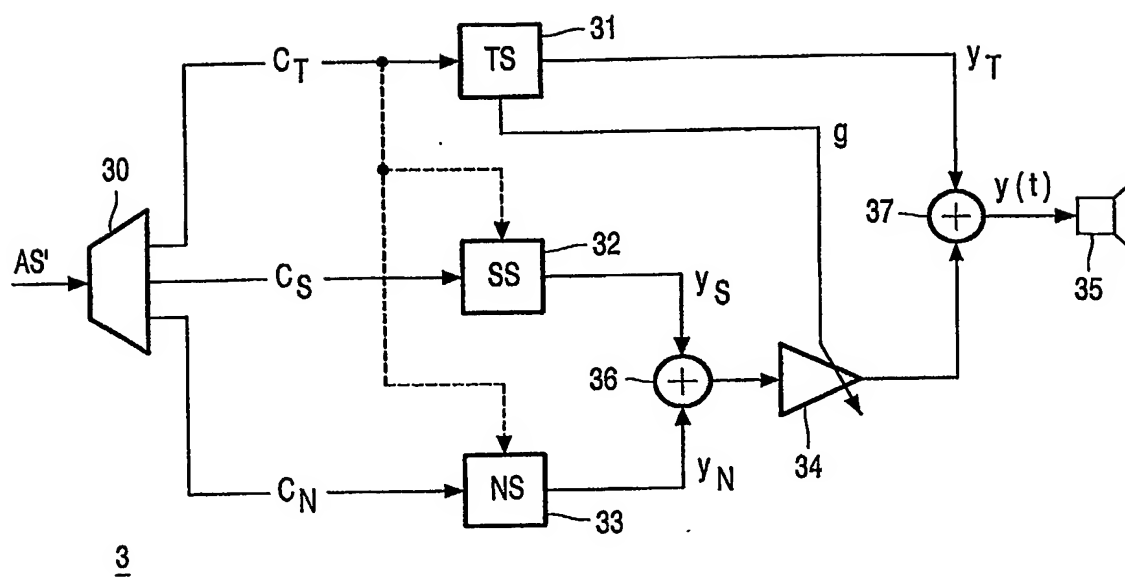 31
C_T
TS
y_T
g
30
37
y(t)
AS'
32
35
C_S
SS
y_S
36
34
C_N
NS
y_N
33
3